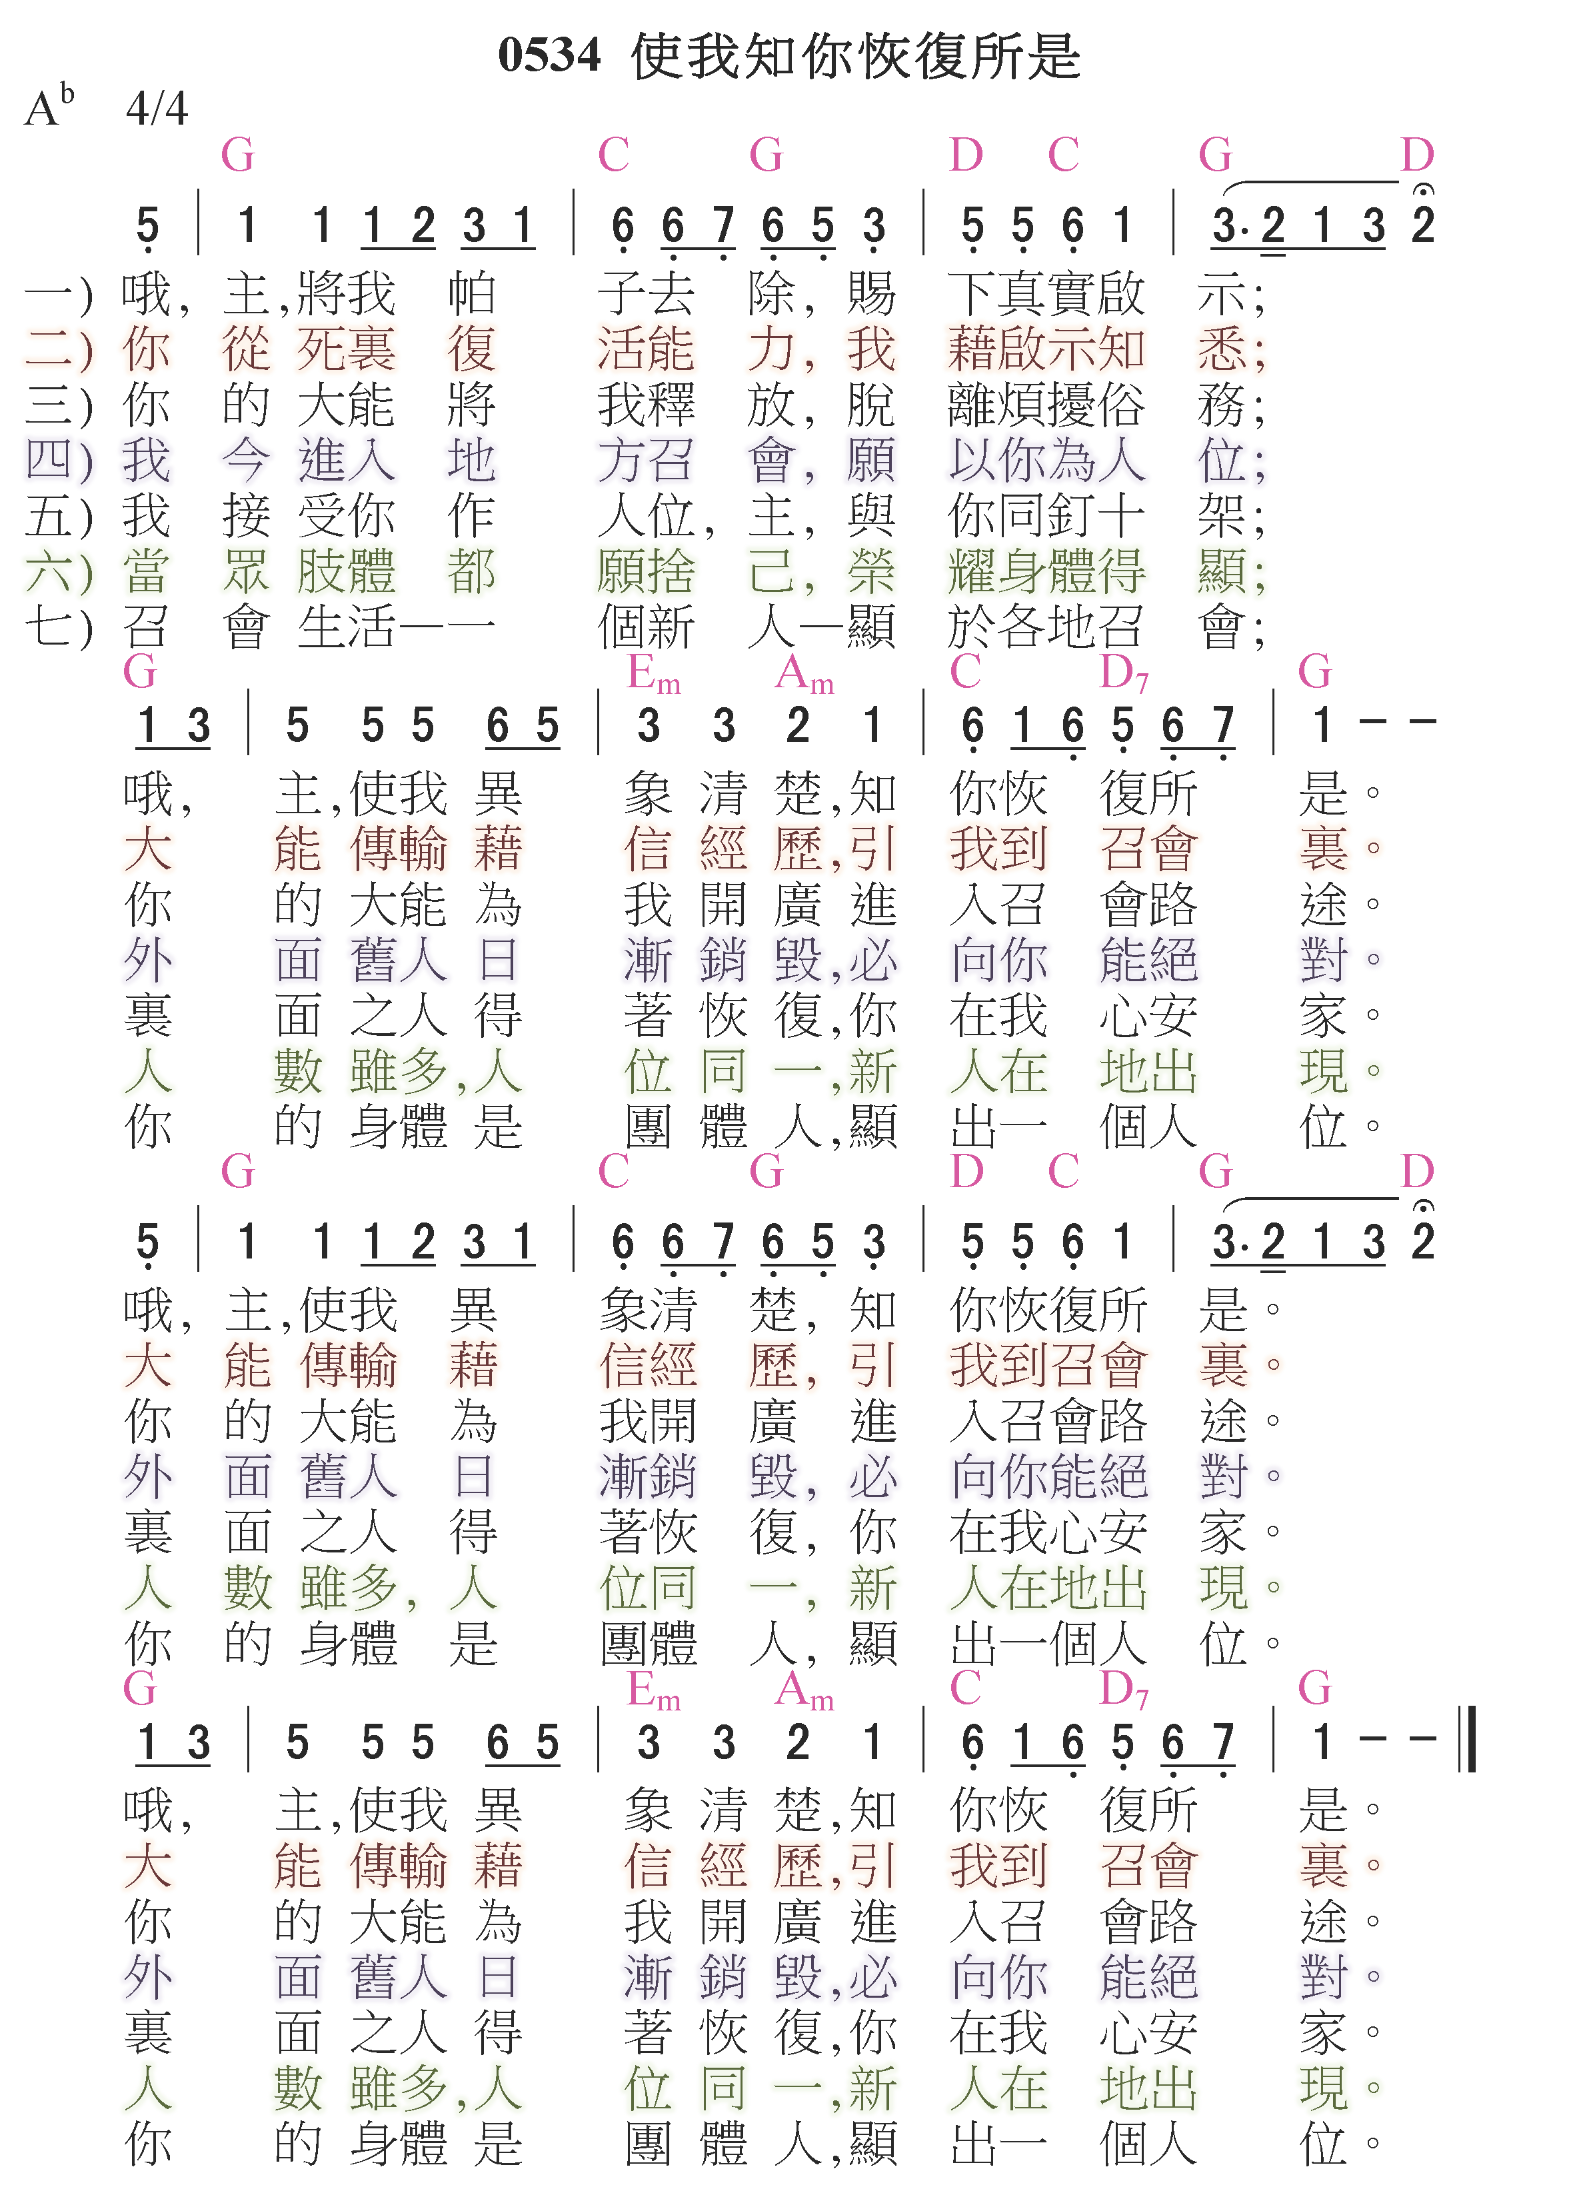 0534 使我知你恢復所是
A♭ 4/4
G C G D C G D
5̣ | 1 1 1 2 3 1 | 6̣ 6̣ 7̣ 6̣ 5̣ 3̣ | 5̣ 5̣ 6̣ 1 | 3. 2 1 3 2
一) 哦, 主,將我 帕 子去 除, 賜 下真實啟 示;
二) 你 從 死裏 復 活能 力, 我 藉啟示知 悉;
三) 你 的 大能 將 我釋 放, 脫 離煩擾俗 務;
四) 我 今 進入 地 方召 會, 願 以你為人 位;
五) 我 接 受你 作 人位, 主, 與 你同釘十 架;
六) 當 眾 肢體 都 願捨 己, 榮 耀身體得 顯;
七) 召 會 生活—一 個新 人—顯 於各地召 會;
G Em Am C D7 G
1 3 | 5 5 5 6 5 | 3 3 2 1 | 6̣ 1 6̣ 5̣ 6̣ 7̣ | 1 – –
哦, 主,使我 異 象 清 楚,知 你恢 復所 是。
大 能 傳輸 藉 信 經 歷,引 我到 召會 裏。
你 的 大能 為 我 開 廣 進 入召 會路 途。
外 面 舊人 日 漸 銷 毀,必 向你 能絕 對。
裏 面 之人 得 著 恢 復,你 在我 心安 家。
人 數 雖多,人 位 同 一,新 人在 地出 現。
你 的 身體 是 團 體 人,顯 出一 個人 位。
G C G D C G D
5̣ | 1 1 1 2 3 1 | 6̣ 6̣ 7̣ 6̣ 5̣ 3̣ | 5̣ 5̣ 6̣ 1 | 3. 2 1 3 2
哦, 主,使我 異 象清 楚, 知 你恢復所 是。
大 能 傳輸 藉 信經 歷, 引 我到召會 裏。
你 的 大能 為 我開 廣 進 入召會路 途。
外 面 舊人 日 漸銷 毀, 必 向你能絕 對。
裏 面 之人 得 著恢 復, 你 在我心安 家。
人 數 雖多, 人 位同 一, 新 人在地出 現。
你 的 身體 是 團體 人, 顯 出一個人 位。
G Em Am C D7 G
1 3 | 5 5 5 6 5 | 3 3 2 1 | 6̣ 1 6̣ 5̣ 6̣ 7̣ | 1 – – ‖
哦, 主,使我 異 象 清 楚,知 你恢 復所 是。
大 能 傳輸 藉 信 經 歷,引 我到 召會 裏。
你 的 大能 為 我 開 廣 進 入召 會路 途。
外 面 舊人 日 漸 銷 毀,必 向你 能絕 對。
裏 面 之人 得 著 恢 復,你 在我 心安 家。
人 數 雖多,人 位 同 一,新 人在 地出 現。
你 的 身體 是 團 體 人,顯 出一 個人 位。